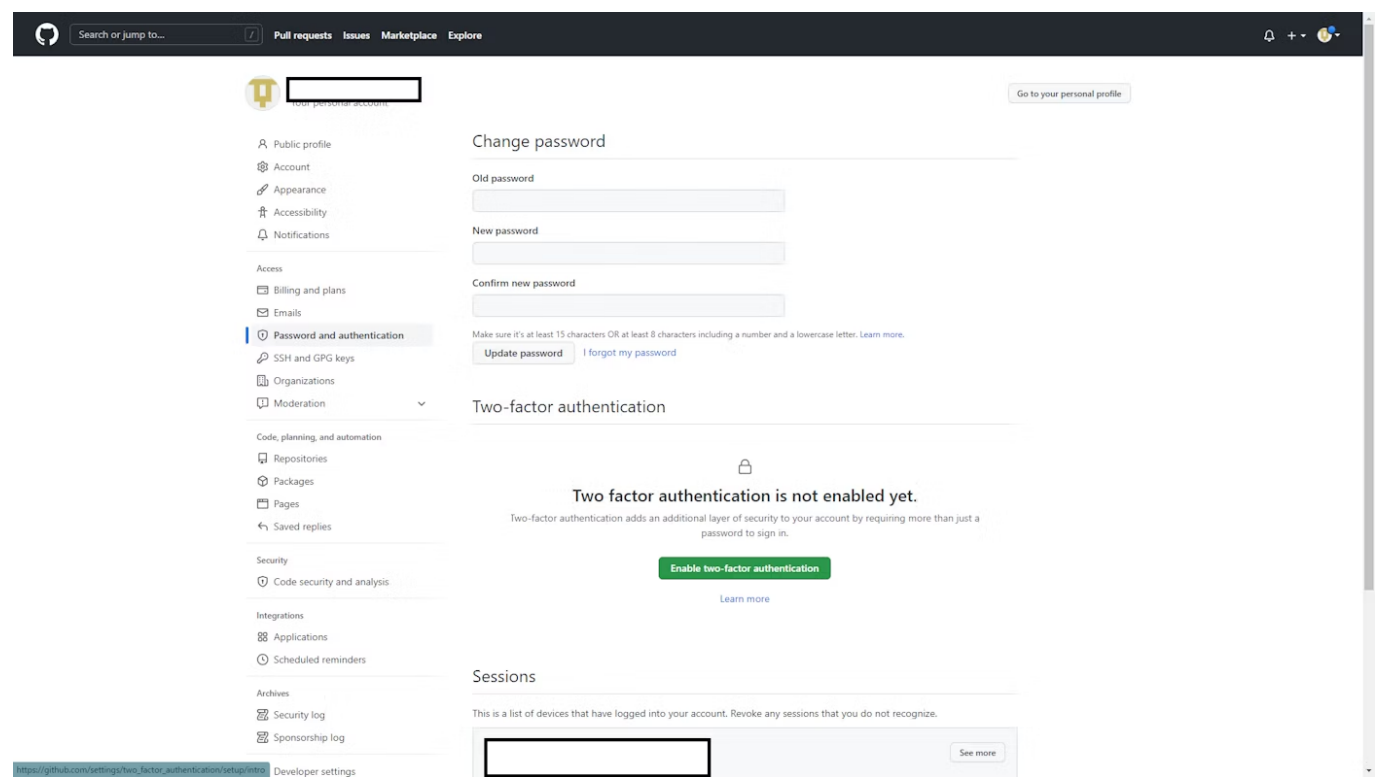 Search or jump to...
/
Pull requests
Issues
Marketplace
Explore
Your personal account
Go to your personal profile
Public profile
Account
Appearance
Accessibility
Notifications
Access
Billing and plans
Emails
Password and authentication
SSH and GPG keys
Organizations
Moderation
Code, planning, and automation
Repositories
Packages
Pages
Saved replies
Security
Code security and analysis
Integrations
Applications
Scheduled reminders
Archives
Security log
Sponsorship log
Developer settings
Change password
Old password
New password
Confirm new password
Make sure it's at least 15 characters OR at least 8 characters including a number and a lowercase letter. Learn more.
Update password
I forgot my password
Two-factor authentication
Two factor authentication is not enabled yet.
Two-factor authentication adds an additional layer of security to your account by requiring more than just a
password to sign in.
Enable two-factor authentication
Learn more
Sessions
This is a list of devices that have logged into your account. Revoke any sessions that you do not recognize.
See more
https://github.com/settings/two_factor_authentication/setup/intro